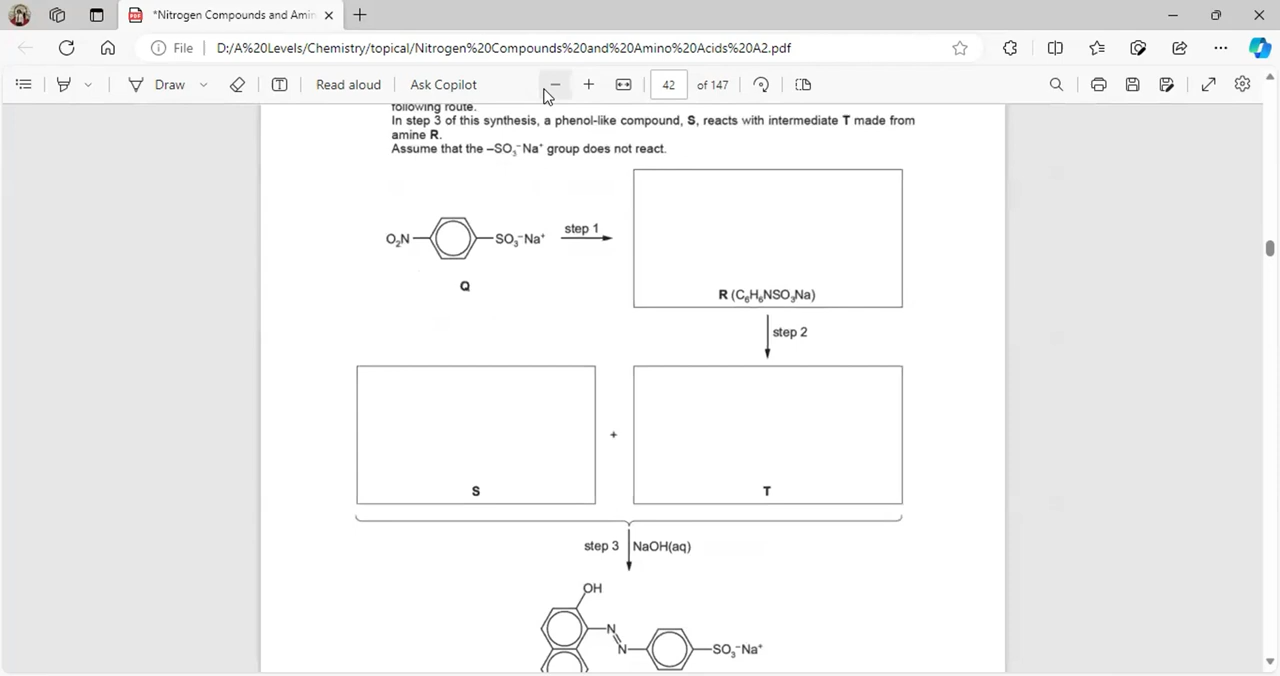 *Nitrogen Compounds and Amin
File
D:/A%20Levels/Chemistry/topical/Nitrogen%20Compounds%20and%20Amino%20Acids%20A2.pdf
Draw
Read aloud
Ask Copilot
42
of 147
following route.
In step 3 of this synthesis, a phenol-like compound, S, reacts with intermediate T made from
amine R.
Assume that the –SO₃⁻Na⁺ group does not react.
O₂N
SO₃⁻Na⁺
step 1
Q
R (C₆H₆NSO₃Na)
step 2
+
S
T
step 3
NaOH(aq)
OH
N
N
SO₃⁻Na⁺